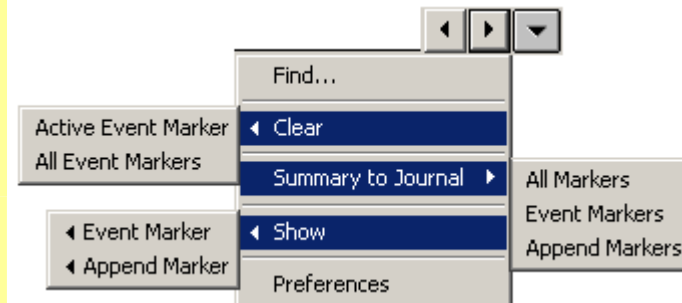 Find...
Active Event Marker
All Event Markers
Clear
Summary to Journal
All Markers
Event Markers
Append Markers
Event Marker
Append Marker
Show
Preferences